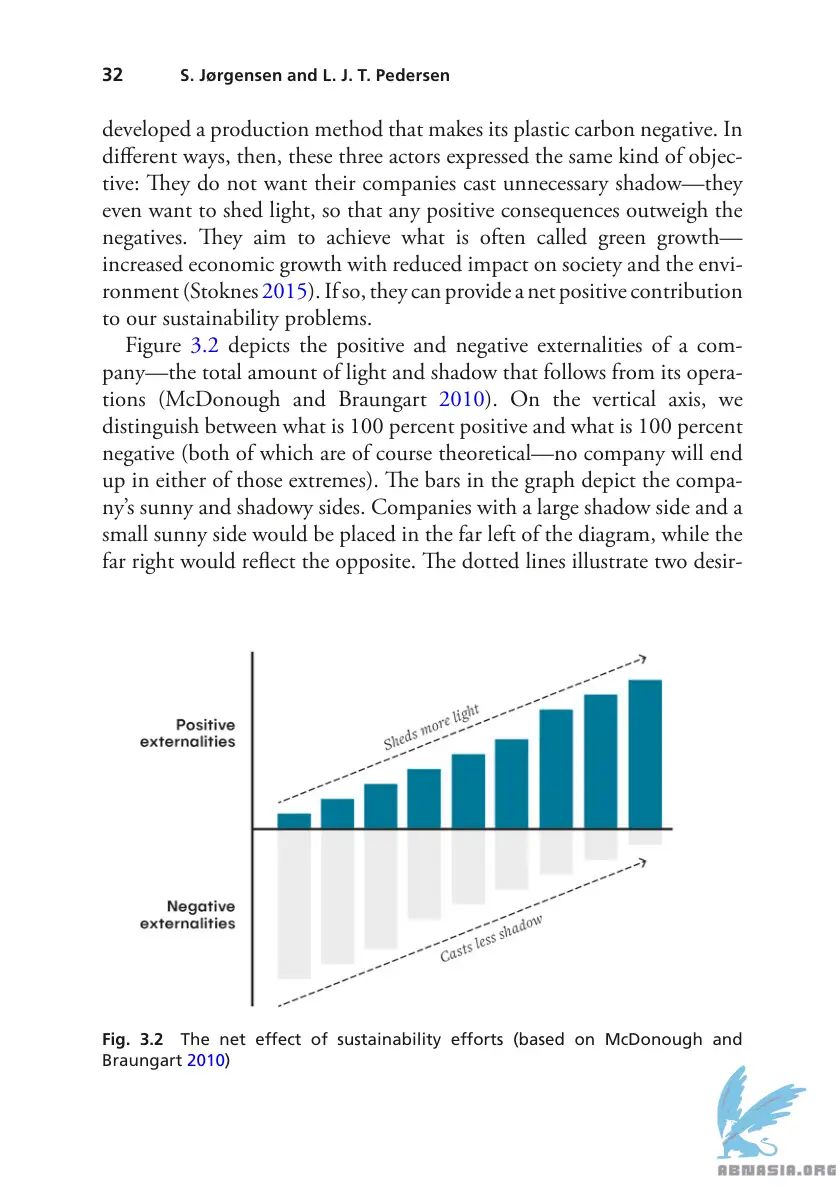 32 S. Jørgensen and L. J. T. Pedersen
developed a production method that makes its plastic carbon negative. In
different ways, then, these three actors expressed the same kind of objec-
tive: They do not want their companies cast unnecessary shadow—they
even want to shed light, so that any positive consequences outweigh the
negatives. They aim to achieve what is often called green growth—
increased economic growth with reduced impact on society and the envi-
ronment (Stoknes 2015). If so, they can provide a net positive contribution
to our sustainability problems.
Figure 3.2 depicts the positive and negative externalities of a com-
pany—the total amount of light and shadow that follows from its opera-
tions (McDonough and Braungart 2010). On the vertical axis, we
distinguish between what is 100 percent positive and what is 100 percent
negative (both of which are of course theoretical—no company will end
up in either of those extremes). The bars in the graph depict the compa-
ny’s sunny and shadowy sides. Companies with a large shadow side and a
small sunny side would be placed in the far left of the diagram, while the
far right would reflect the opposite. The dotted lines illustrate two desir-
Sheds more light
Positive
externalities
Negative
externalities
Casts less shadow
Fig. 3.2 The net effect of sustainability efforts (based on McDonough and
Braungart 2010)
ABNASIA.ORG